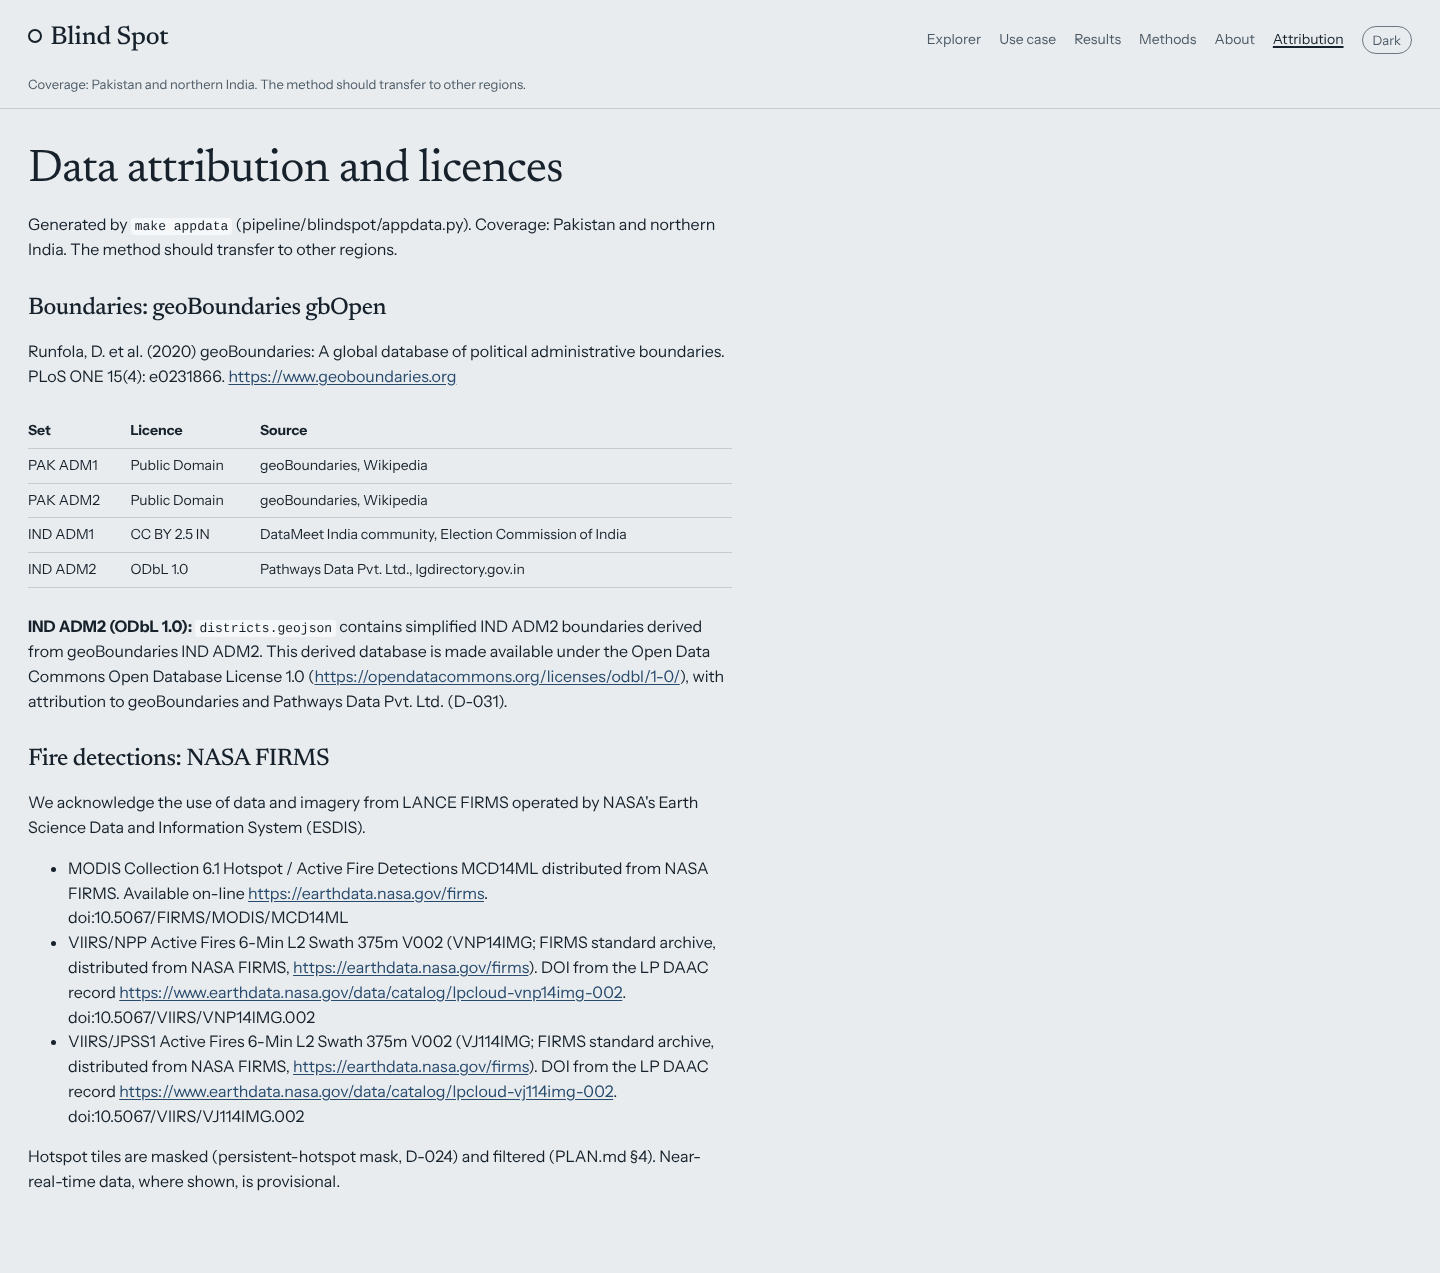 Blind Spot
Explorer Use case Results Methods About Attribution Dark
Coverage: Pakistan and northern India. The method should transfer to other regions.
Data attribution and licences
Generated by make appdata (pipeline/blindspot/appdata.py). Coverage: Pakistan and northern
India. The method should transfer to other regions.
Boundaries: geoBoundaries gbOpen
Runfola, D. et al. (2020) geoBoundaries: A global database of political administrative boundaries.
PLoS ONE 15(4): e0231866. https://www.geoboundaries.org
Set Licence Source
PAK ADM1 Public Domain geoBoundaries, Wikipedia
PAK ADM2 Public Domain geoBoundaries, Wikipedia
IND ADM1 CC BY 2.5 IN DataMeet India community, Election Commission of India
IND ADM2 ODbL 1.0 Pathways Data Pvt. Ltd., lgdirectory.gov.in
IND ADM2 (ODbL 1.0): districts.geojson contains simplified IND ADM2 boundaries derived
from geoBoundaries IND ADM2. This derived database is made available under the Open Data
Commons Open Database License 1.0 (https://opendatacommons.org/licenses/odbl/1-0/), with
attribution to geoBoundaries and Pathways Data Pvt. Ltd. (D-031).
Fire detections: NASA FIRMS
We acknowledge the use of data and imagery from LANCE FIRMS operated by NASA's Earth
Science Data and Information System (ESDIS).
• MODIS Collection 6.1 Hotspot / Active Fire Detections MCD14ML distributed from NASA
FIRMS. Available on-line https://earthdata.nasa.gov/firms.
doi:10.5067/FIRMS/MODIS/MCD14ML
• VIIRS/NPP Active Fires 6-Min L2 Swath 375m V002 (VNP14IMG; FIRMS standard archive,
distributed from NASA FIRMS, https://earthdata.nasa.gov/firms). DOI from the LP DAAC
record https://www.earthdata.nasa.gov/data/catalog/lpcloud-vnp14img-002.
doi:10.5067/VIIRS/VNP14IMG.002
• VIIRS/JPSS1 Active Fires 6-Min L2 Swath 375m V002 (VJ114IMG; FIRMS standard archive,
distributed from NASA FIRMS, https://earthdata.nasa.gov/firms). DOI from the LP DAAC
record https://www.earthdata.nasa.gov/data/catalog/lpcloud-vj114img-002.
doi:10.5067/VIIRS/VJ114IMG.002
Hotspot tiles are masked (persistent-hotspot mask, D-024) and filtered (PLAN.md §4). Near-
real-time data, where shown, is provisional.